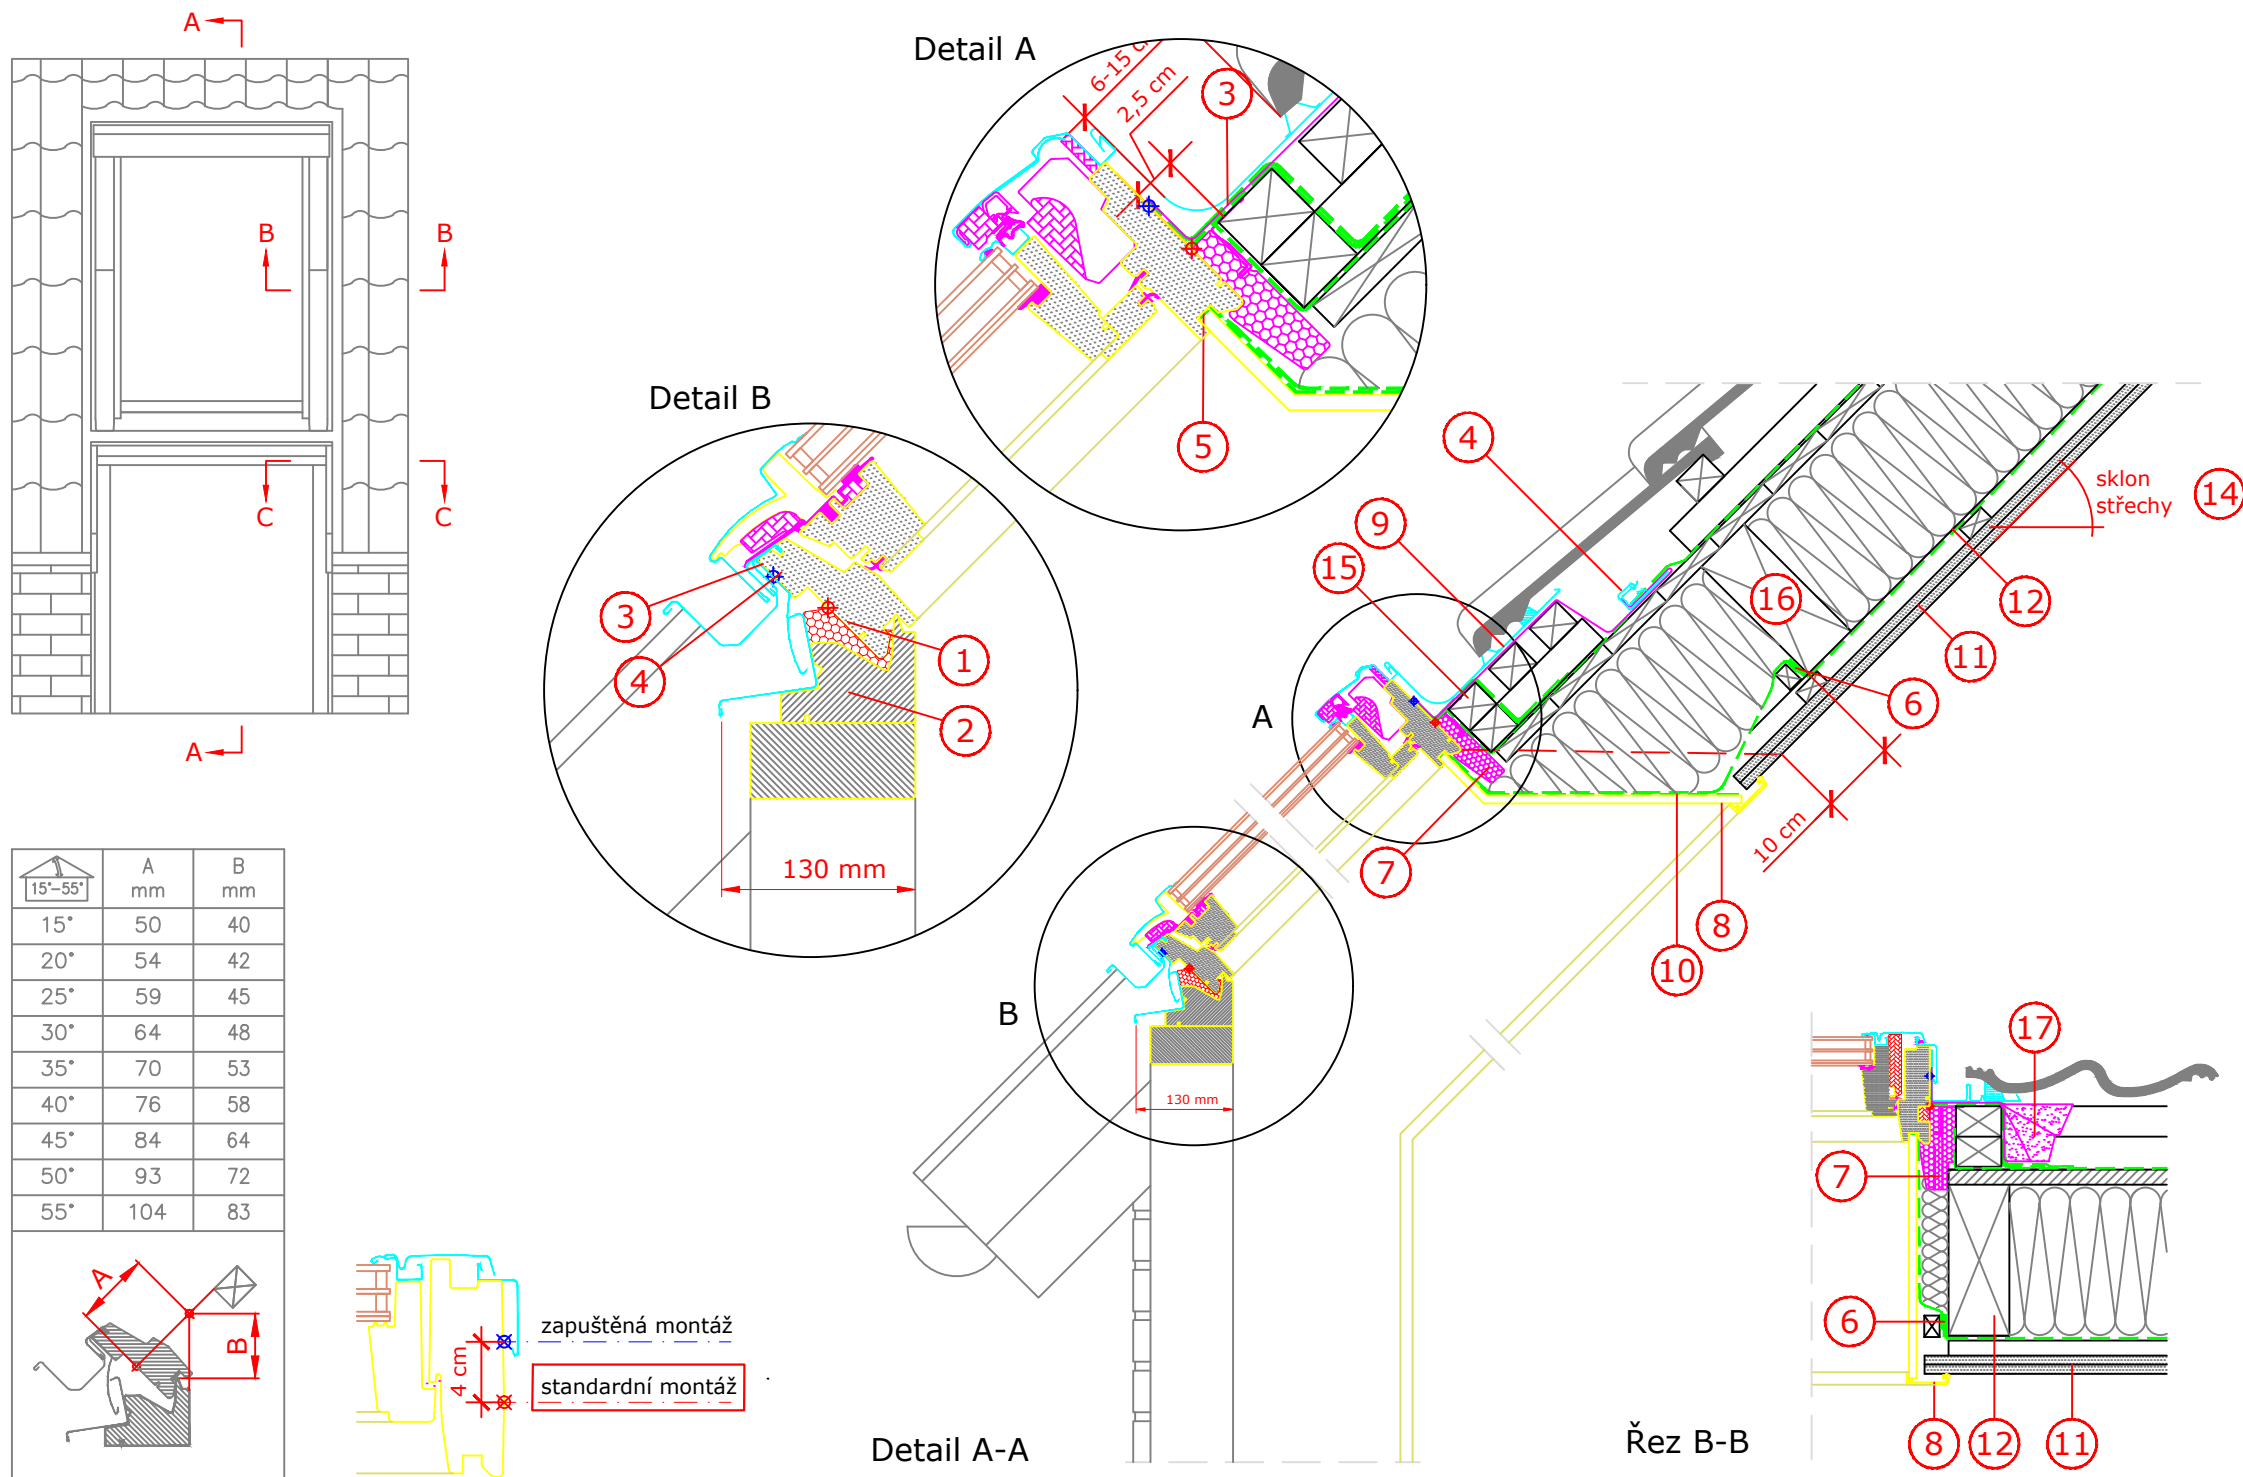 A
B
B
C
C
A
Detail A
6-15 c
2,5 cm
3
5
Detail B
3
4
1
2
130 mm
4
9
15
sklon
střechy
14
16
12
11
6
A
7
10 cm
8
10
B
130 mm
Detail A-A
15°-55°
A
mm
B
mm
15° 50 40
20° 54 42
25° 59 45
30° 64 48
35° 70 53
40° 76 58
45° 84 64
50° 93 72
55° 104 83
A
B
zapuštěná montáž
4 cm
standardní montáž
17
7
6
8
12
11
Řez B-B